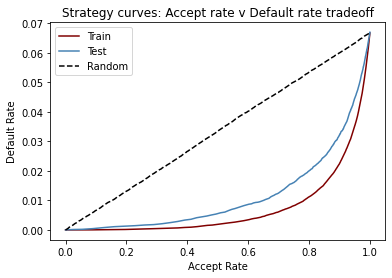 Strategy curves: Accept rate v Default rate tradeoff
0.07
0.06
0.05
0.04
0.03
0.02
0.01
0.00
Default Rate
Train
Test
Random
0.0 0.2 0.4 0.6 0.8 1.0
Accept Rate